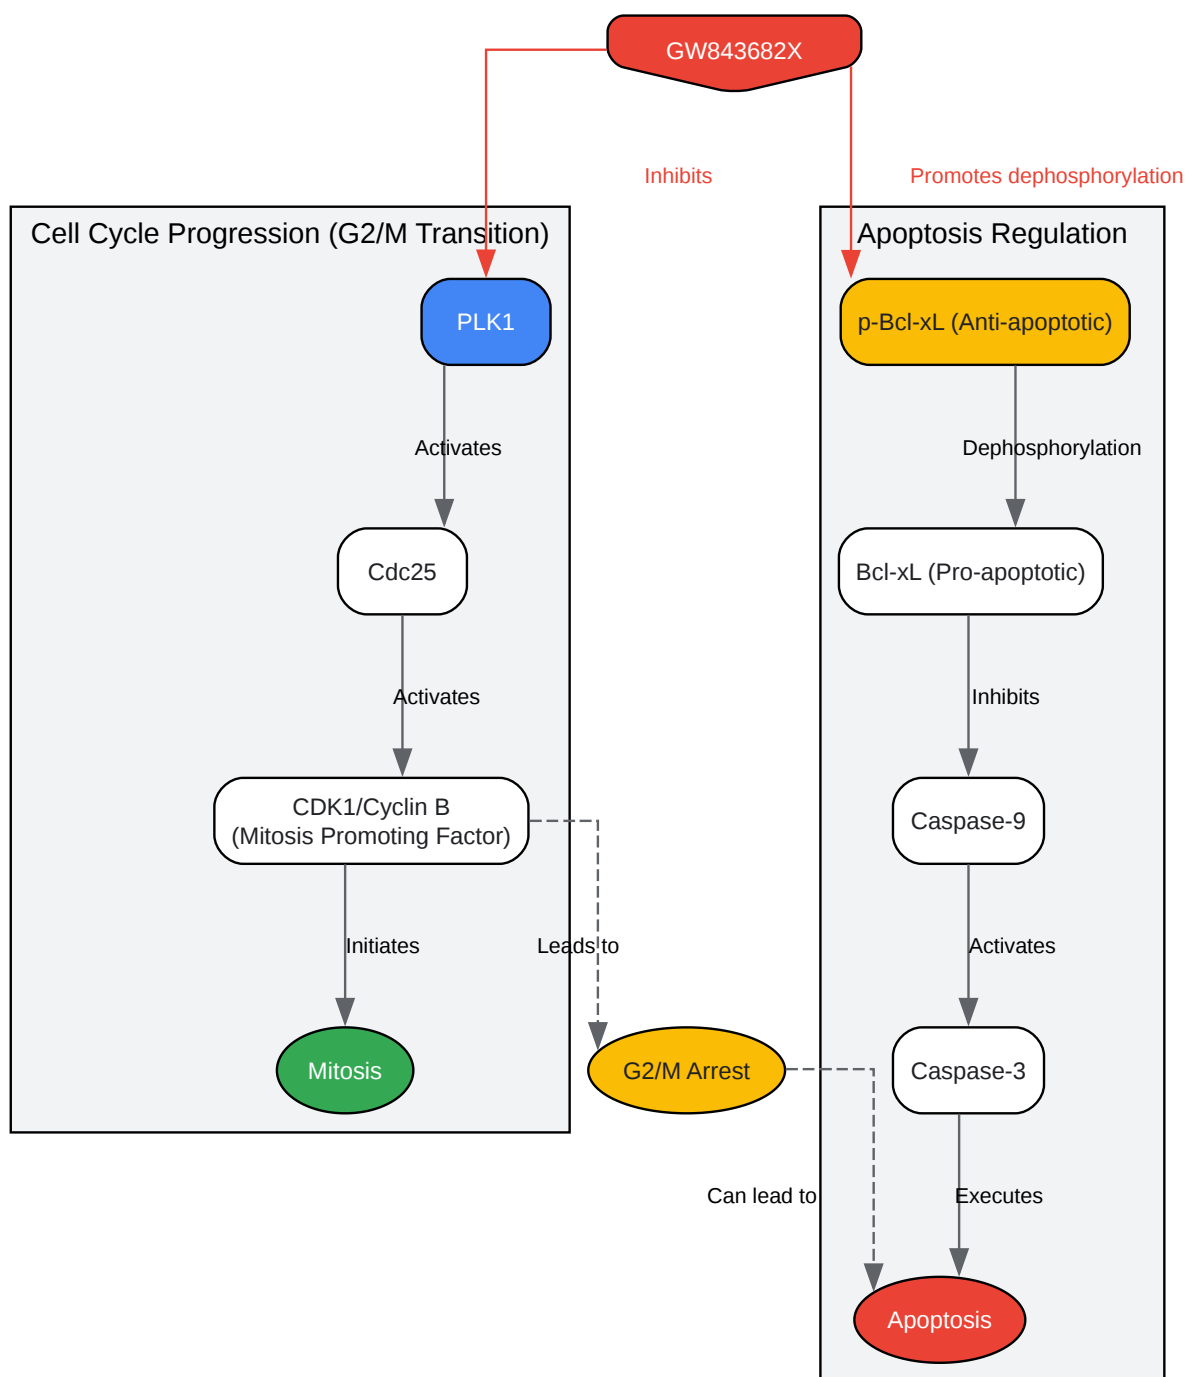 GW843682X
Inhibits
Promotes dephosphorylation
Cell Cycle Progression (G2/M Transition)
Apoptosis Regulation
PLK1
p-Bcl-xL (Anti-apoptotic)
Activates
Dephosphorylation
Cdc25
Bcl-xL (Pro-apoptotic)
Activates
Inhibits
CDK1/Cyclin B
(Mitosis Promoting Factor)
Caspase-9
Initiates
Leads to
Activates
Mitosis
G2/M Arrest
Caspase-3
Can lead to
Executes
Apoptosis